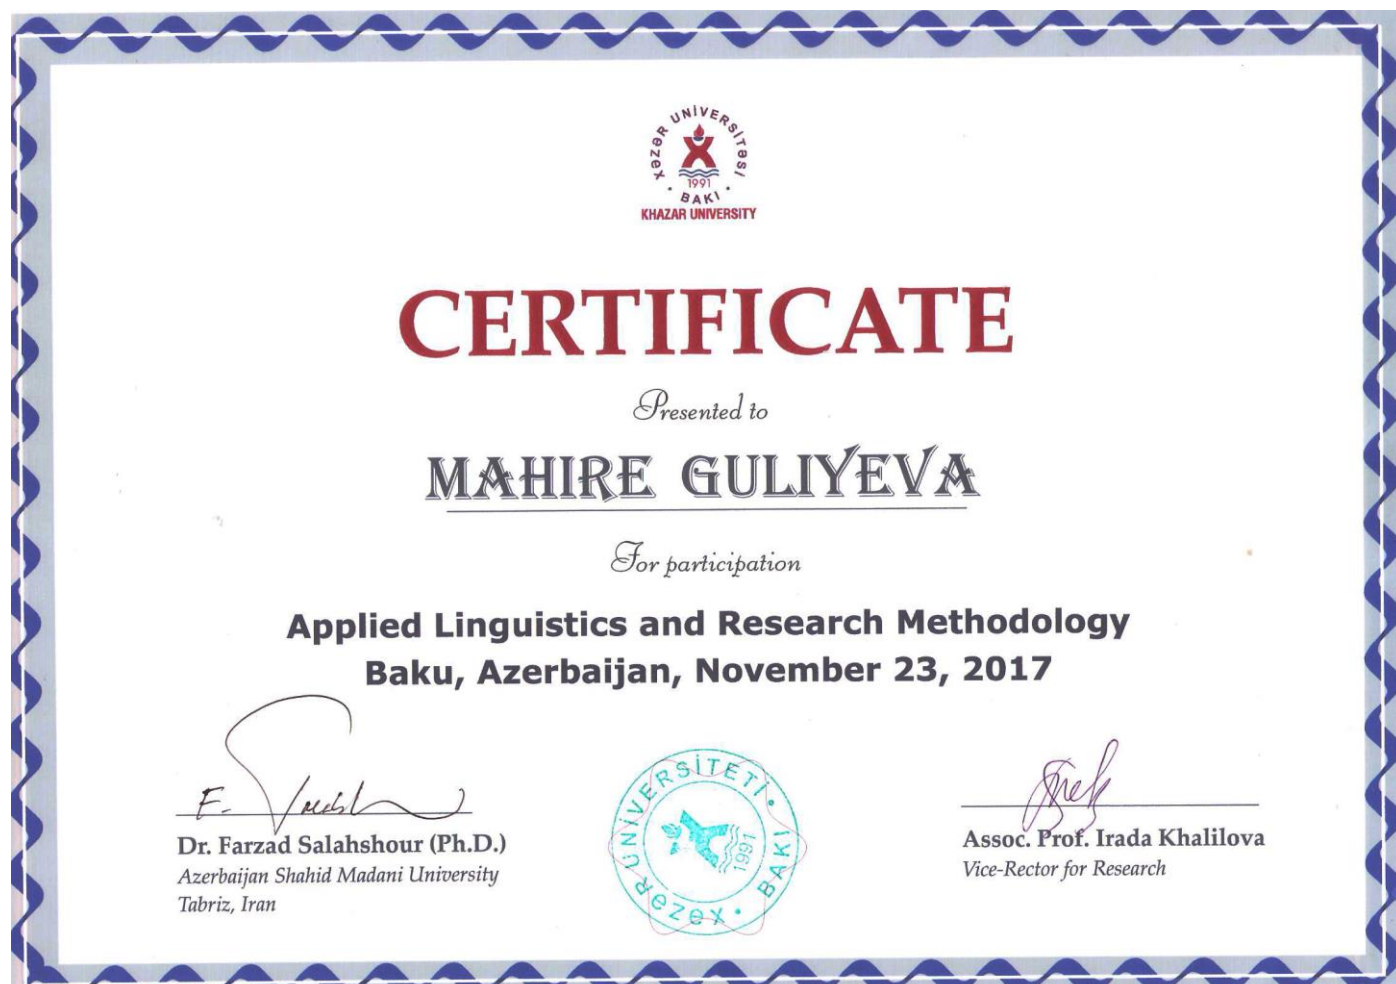 XƏZƏR UNİVERSİTƏSİ
1991
BAKI
KHAZAR UNIVERSITY
CERTIFICATE
Presented to
MAHIRE GULIYEVA
For participation
Applied Linguistics and Research Methodology
Baku, Azerbaijan, November 23, 2017
Dr. Farzad Salahshour (Ph.D.)
Azerbaijan Shahid Madani University
Tabriz, Iran
XƏZƏR UNİVERSİTETİ • BAKI •
1991
Assoc. Prof. Irada Khalilova
Vice-Rector for Research